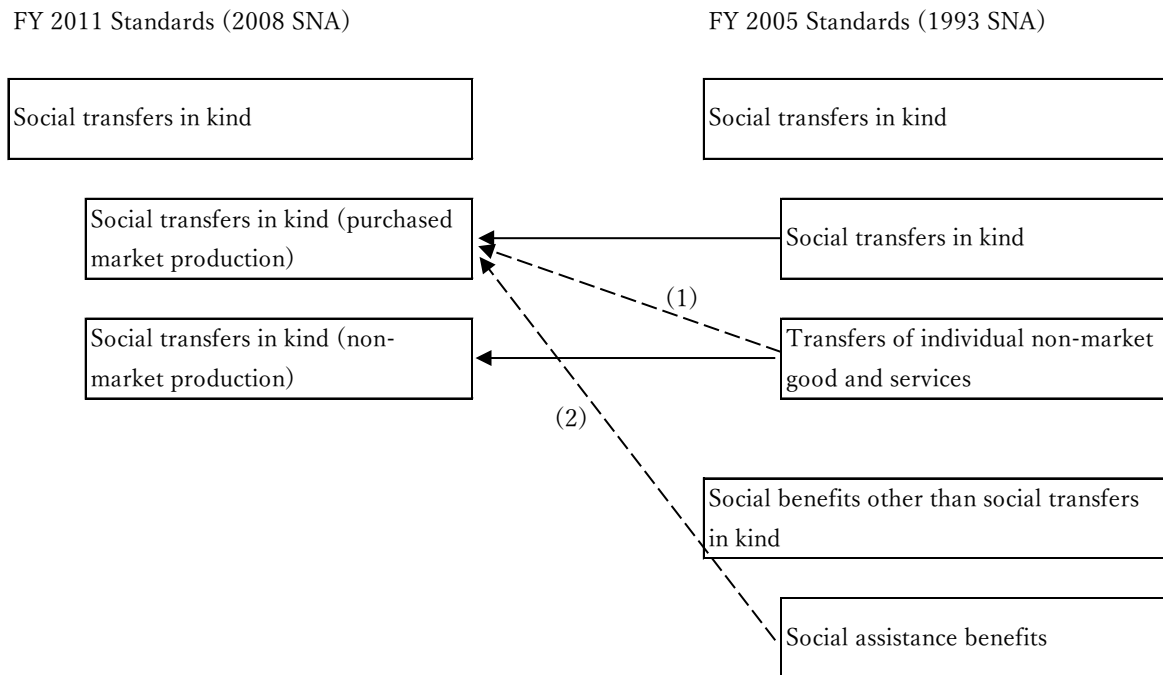 FY 2011 Standards (2008 SNA)
FY 2005 Standards (1993 SNA)
Social transfers in kind
Social transfers in kind
Social transfers in kind (purchased
market production)
Social transfers in kind
(1)
Social transfers in kind (non-
market production)
Transfers of individual non-market
good and services
(2)
Social benefits other than social transfers
in kind
Social assistance benefits